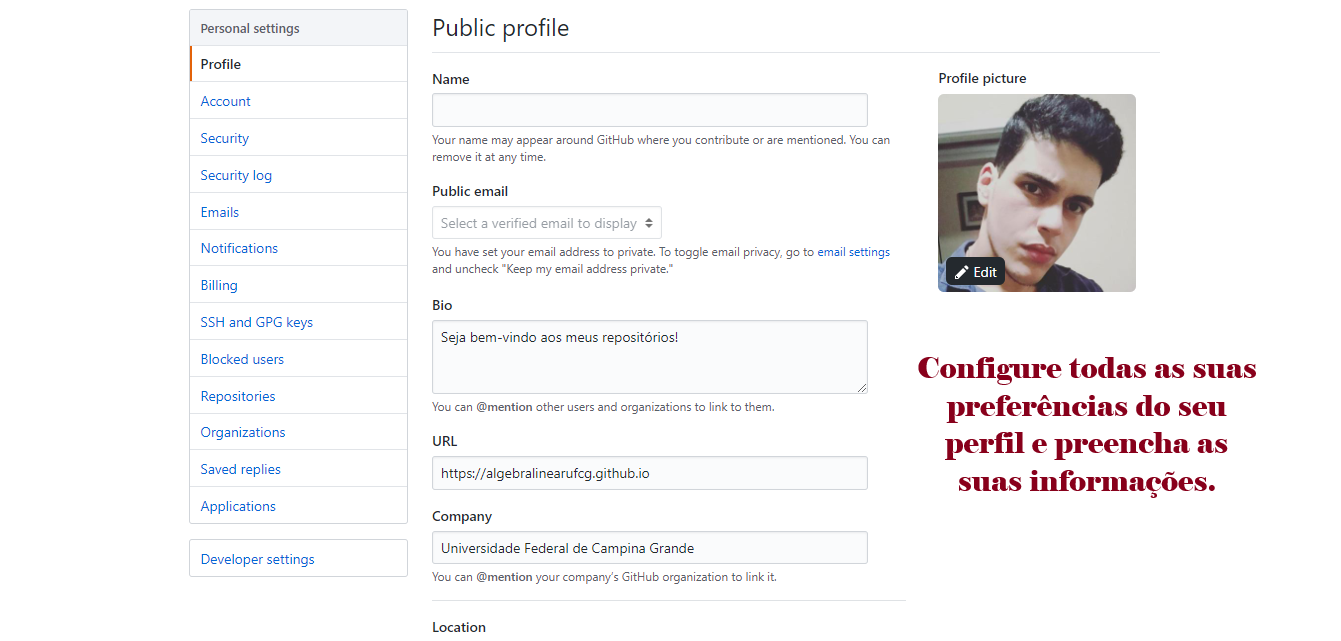 Personal settings
Profile
Account
Security
Security log
Emails
Notifications
Billing
SSH and GPG keys
Blocked users
Repositories
Organizations
Saved replies
Applications
Developer settings
Public profile
Name
Your name may appear around GitHub where you contribute or are mentioned. You can
remove it at any time.
Public email
Select a verified email to display
You have set your email address to private. To toggle email privacy, go to email settings
and uncheck "Keep my email address private."
Bio
Seja bem-vindo aos meus repositórios!
You can @mention other users and organizations to link to them.
URL
https://algebralinearufcg.github.io
Company
Universidade Federal de Campina Grande
You can @mention your company's GitHub organization to link it.
Location
Profile picture
Edit
Configure todas as suas
preferências do seu
perfil e preencha as
suas informações.